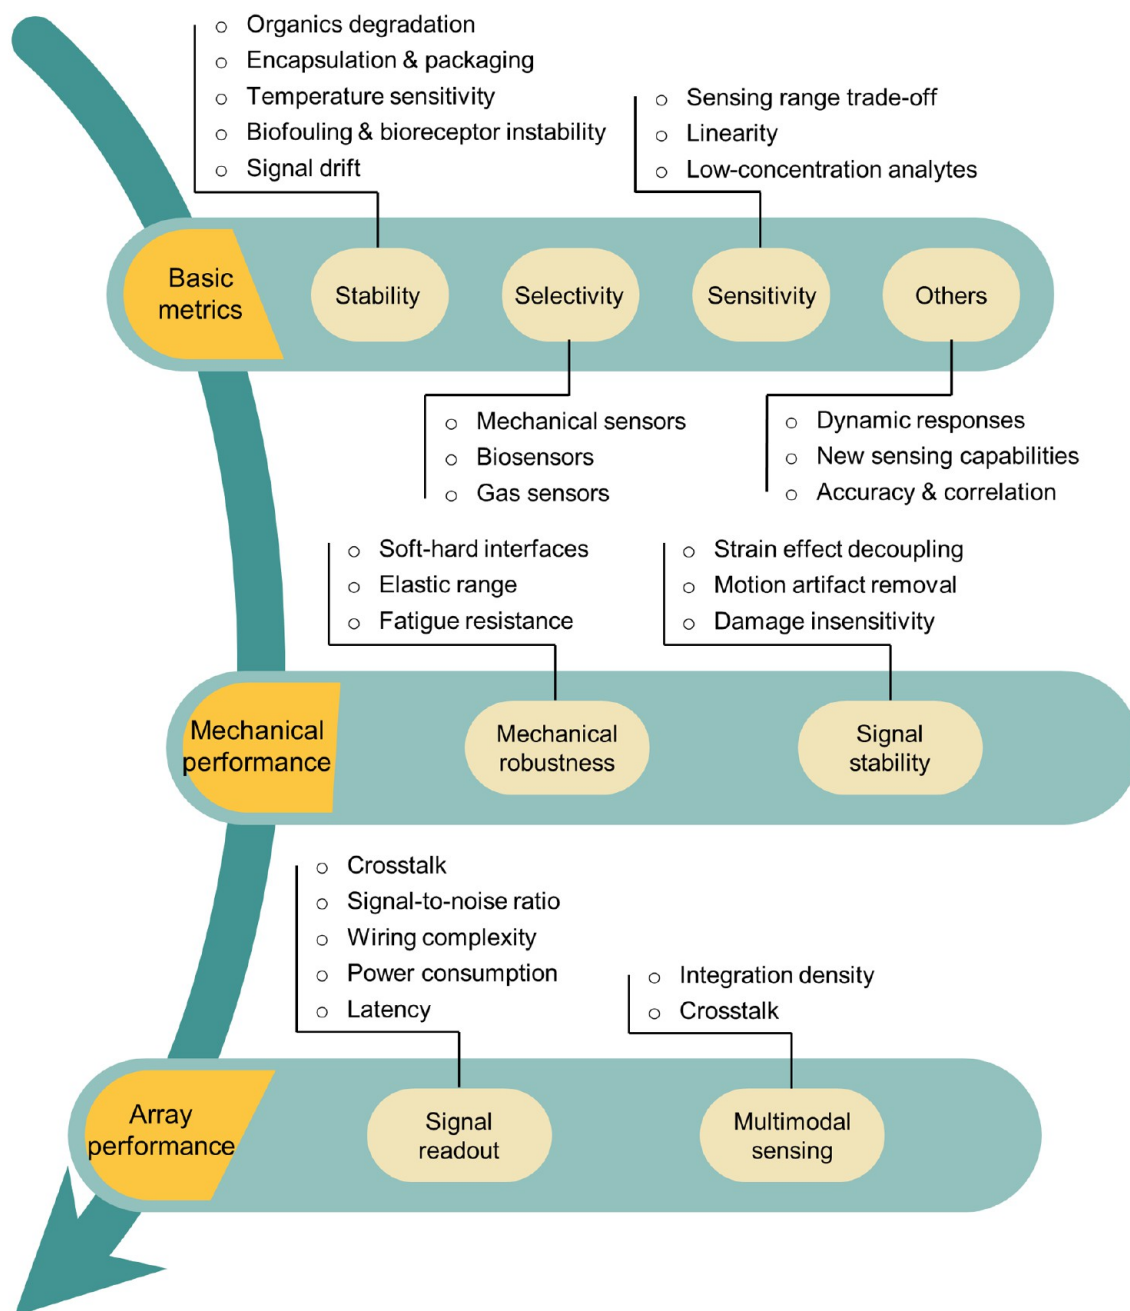 Organics degradation
Encapsulation & packaging
Temperature sensitivity
Biofouling & bioreceptor instability
Signal drift
Sensing range trade-off
Linearity
Low-concentration analytes
Basic
metrics
Stability
Selectivity
Sensitivity
Others
Mechanical sensors
Biosensors
Gas sensors
Dynamic responses
New sensing capabilities
Accuracy & correlation
Soft-hard interfaces
Elastic range
Fatigue resistance
Strain effect decoupling
Motion artifact removal
Damage insensitivity
Mechanical
performance
Mechanical
robustness
Signal
stability
Crosstalk
Signal-to-noise ratio
Wiring complexity
Power consumption
Latency
Integration density
Crosstalk
Array
performance
Signal
readout
Multimodal
sensing